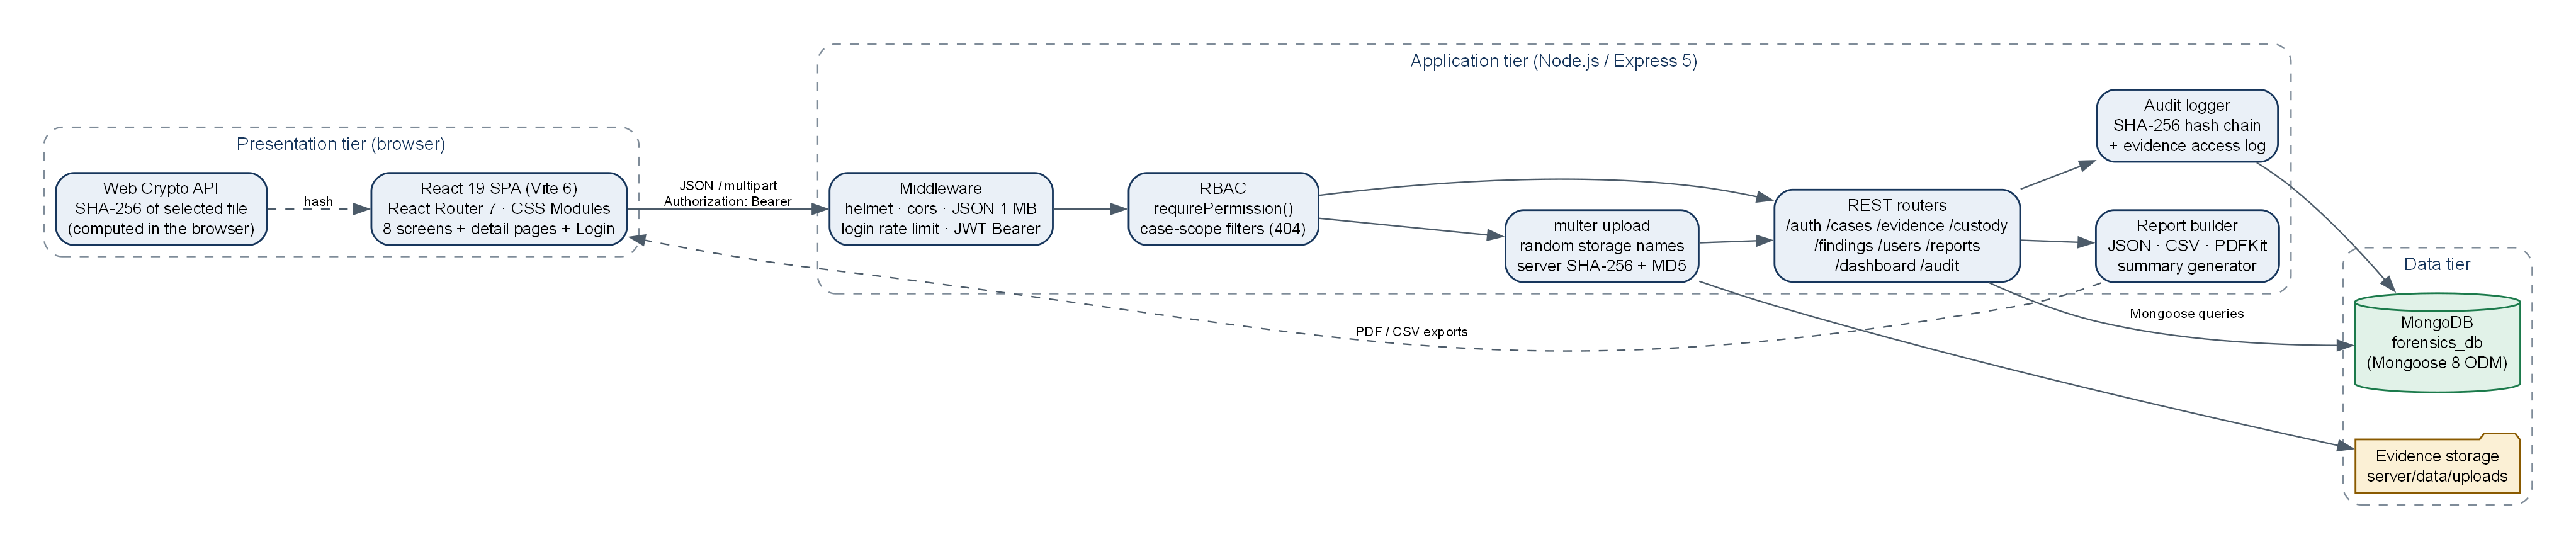 Presentation tier (browser)
Web Crypto API
SHA-256 of selected file
(computed in the browser)
hash
React 19 SPA (Vite 6)
React Router 7 · CSS Modules
8 screens + detail pages + Login
JSON / multipart
Authorization: Bearer
Application tier (Node.js / Express 5)
Middleware
helmet · cors · JSON 1 MB
login rate limit · JWT Bearer
RBAC
requirePermission()
case-scope filters (404)
multer upload
random storage names
server SHA-256 + MD5
REST routers
/auth /cases /evidence /custody
/findings /users /reports
/dashboard /audit
Audit logger
SHA-256 hash chain
+ evidence access log
Report builder
JSON · CSV · PDFKit
summary generator
PDF / CSV exports
Mongoose queries
Data tier
MongoDB
forensics_db
(Mongoose 8 ODM)
Evidence storage
server/data/uploads